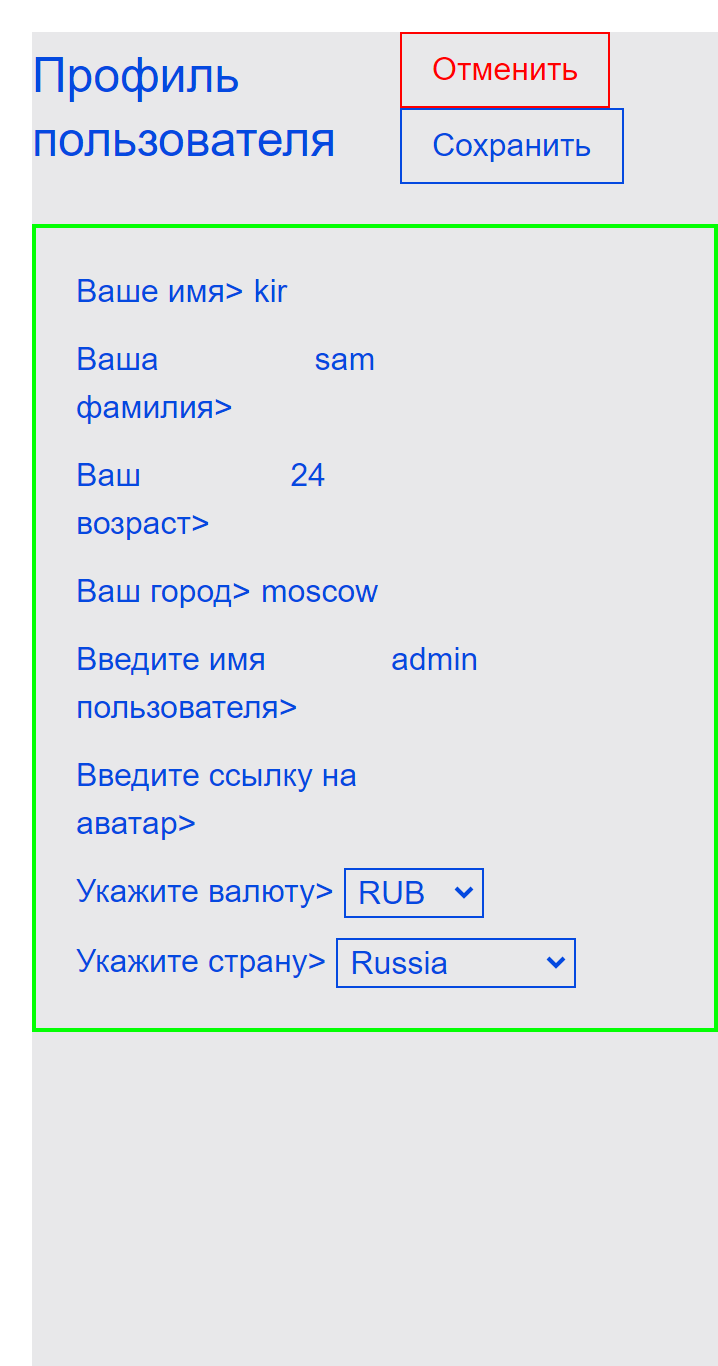 Профиль
пользователя
Отменить
Сохранить
Ваше имя> kir
Ваша sam
фамилия>
Ваш 24
возраст>
Ваш город> moscow
Введите имя admin
пользователя>
Введите ссылку на
аватар>
Укажите валюту> RUB
Укажите страну> Russia